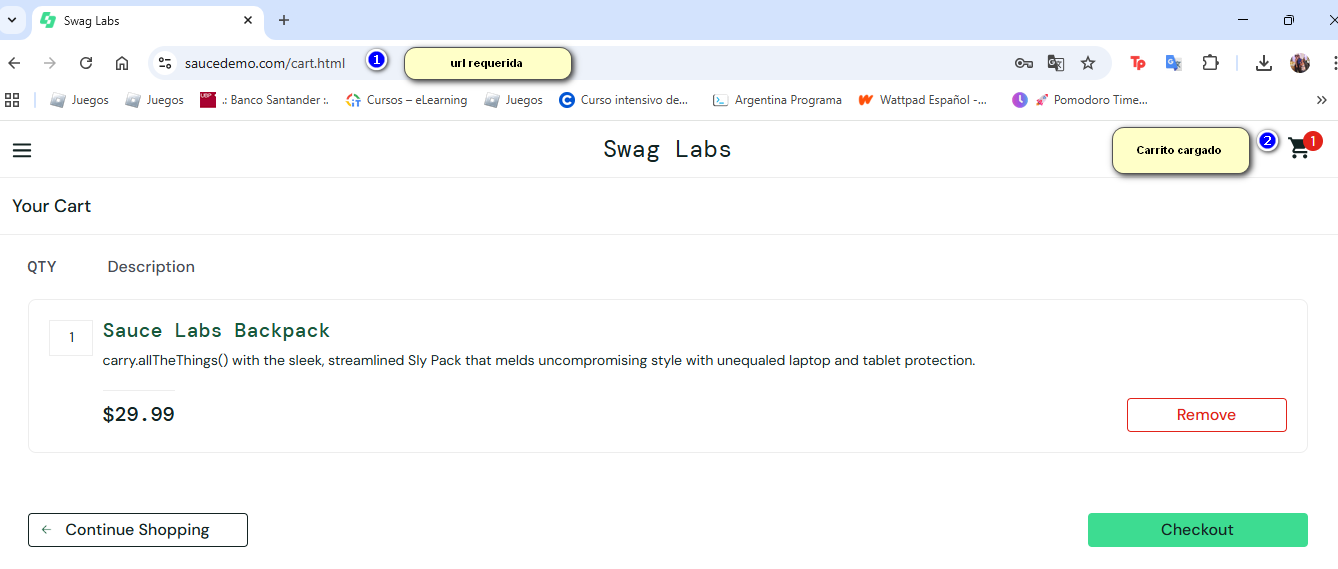 Swag Labs
saucedemo.com/cart.html 1 url requerida Tp
Juegos Juegos UBP .: Banco Santander :. Cursos – eLearning Juegos Curso intensivo de... Argentina Programa Wattpad Español -... Pomodoro Time...
Swag Labs Carrito cargado 2 1
Your Cart
QTY Description
1 Sauce Labs Backpack
carry.allTheThings() with the sleek, streamlined Sly Pack that melds uncompromising style with unequaled laptop and tablet protection.
$29.99 Remove
Continue Shopping Checkout